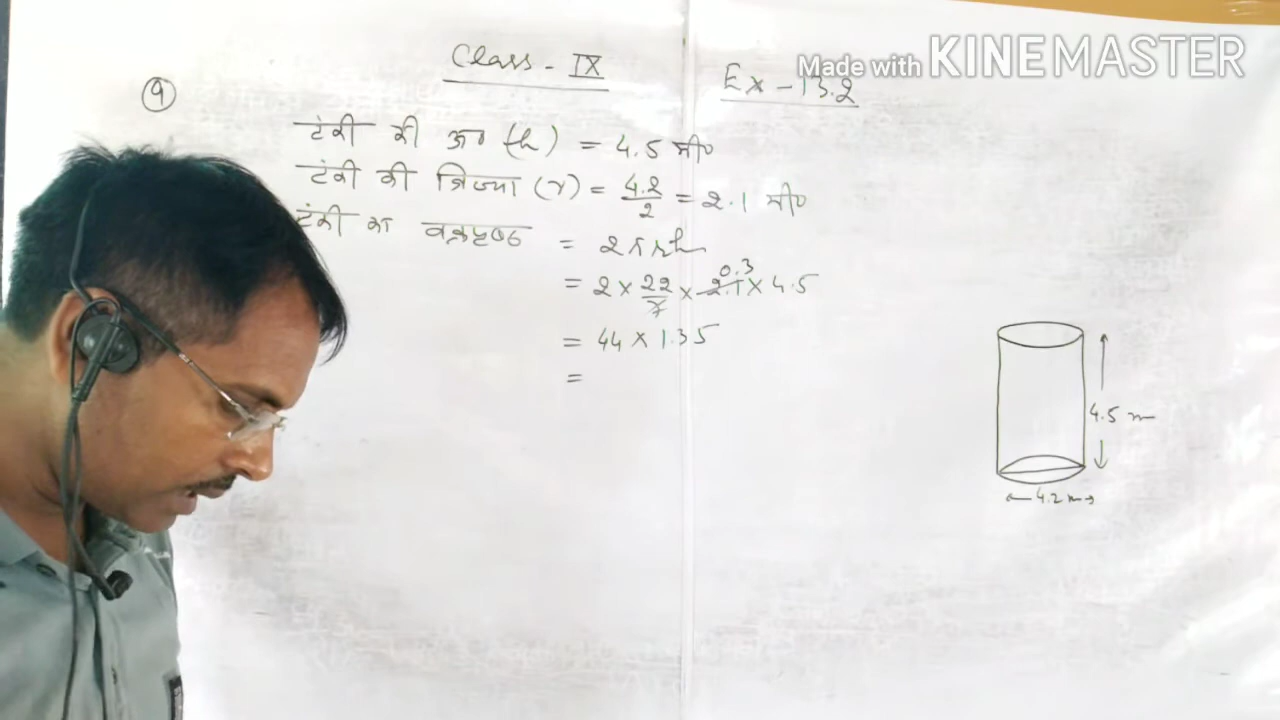 Made with KINEMASTER
Class - IX
Ex - 13.2
9
टंकी की ऊ० (h) = 4.5 मी०
टंकी की त्रिज्या (r) = 4.2/2 = 2.1 मी०
टंकी का वक्रपृष्ठ = 2πrh
= 2 × 22/7 × 2.1 × 4.5
0.3
= 44 × 1.35
=
4.5 m
4.2 m